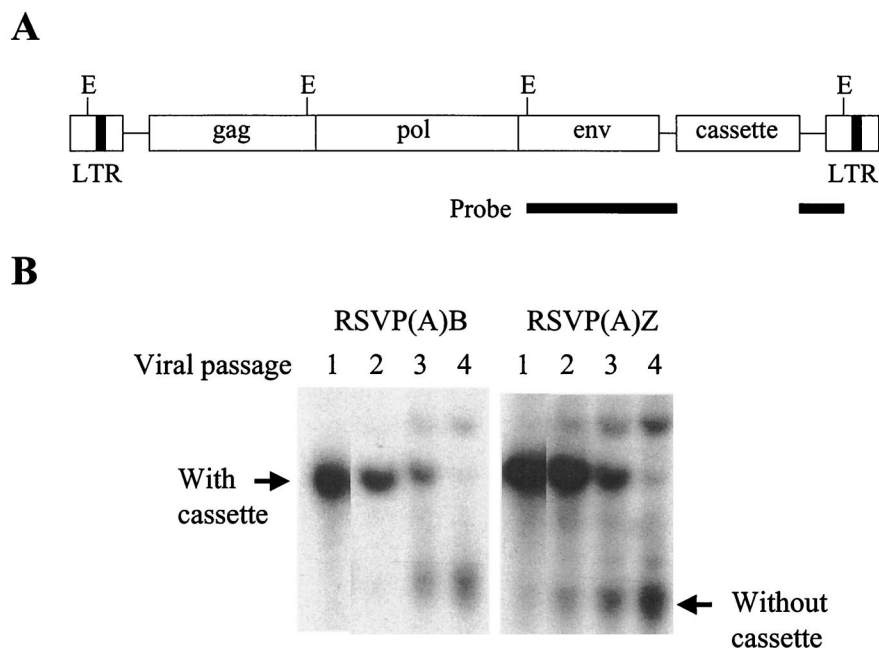 A
E E E E
gag pol env cassette
LTR LTR
Probe
B
RSVP(A)B RSVP(A)Z
Viral passage 1 2 3 4 1 2 3 4
With
cassette
Without
cassette